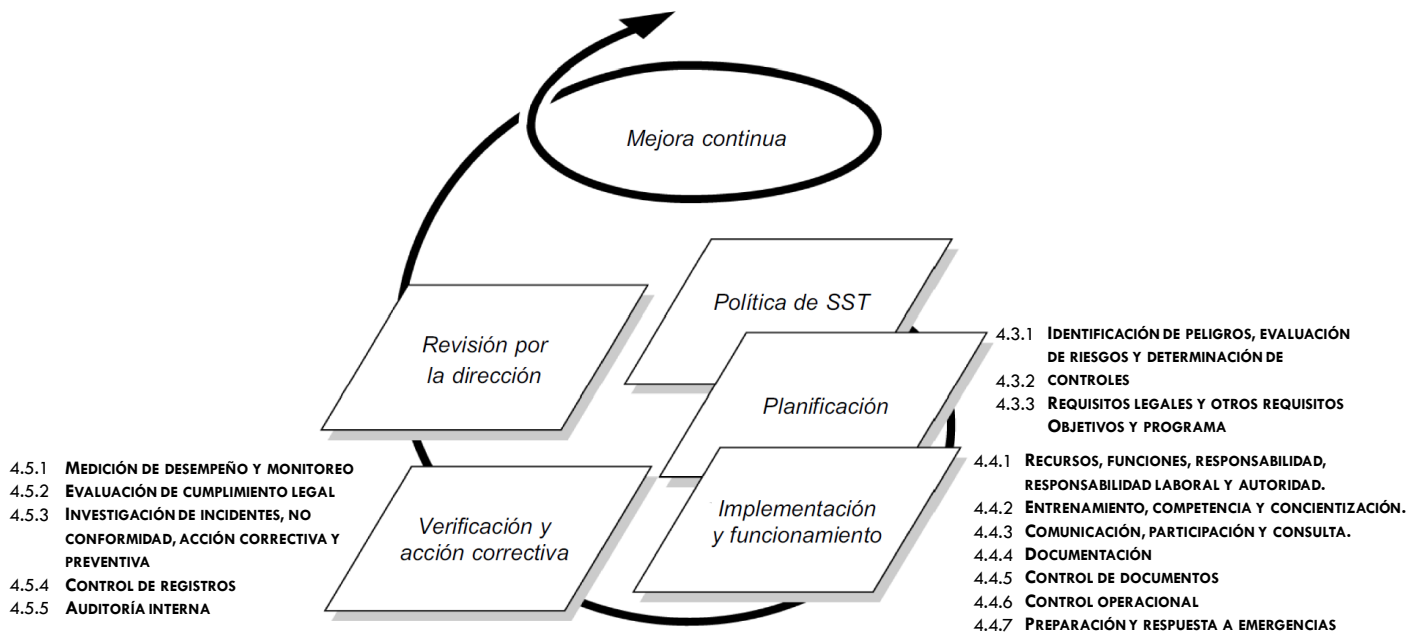 Mejora continua
Política de SST
Revisión por
la dirección
Planificación
4.3.1 IDENTIFICACIÓN DE PELIGROS, EVALUACIÓN
DE RIESGOS Y DETERMINACIÓN DE
4.3.2 CONTROLES
4.3.3 REQUISITOS LEGALES Y OTROS REQUISITOS
OBJETIVOS Y PROGRAMA
Implementación
y funcionamiento
4.4.1 RECURSOS, FUNCIONES, RESPONSABILIDAD,
RESPONSABILIDAD LABORAL Y AUTORIDAD.
4.4.2 ENTRENAMIENTO, COMPETENCIA Y CONCIENTIZACIÓN.
4.4.3 COMUNICACIÓN, PARTICIPACIÓN Y CONSULTA.
4.4.4 DOCUMENTACIÓN
4.4.5 CONTROL DE DOCUMENTOS
4.4.6 CONTROL OPERACIONAL
4.4.7 PREPARACIÓN Y RESPUESTA A EMERGENCIAS
Verificación y
acción correctiva
4.5.1 MEDICIÓN DE DESEMPEÑO Y MONITOREO
4.5.2 EVALUACIÓN DE CUMPLIMIENTO LEGAL
4.5.3 INVESTIGACIÓN DE INCIDENTES, NO
CONFORMIDAD, ACCIÓN CORRECTIVA Y
PREVENTIVA
4.5.4 CONTROL DE REGISTROS
4.5.5 AUDITORÍA INTERNA